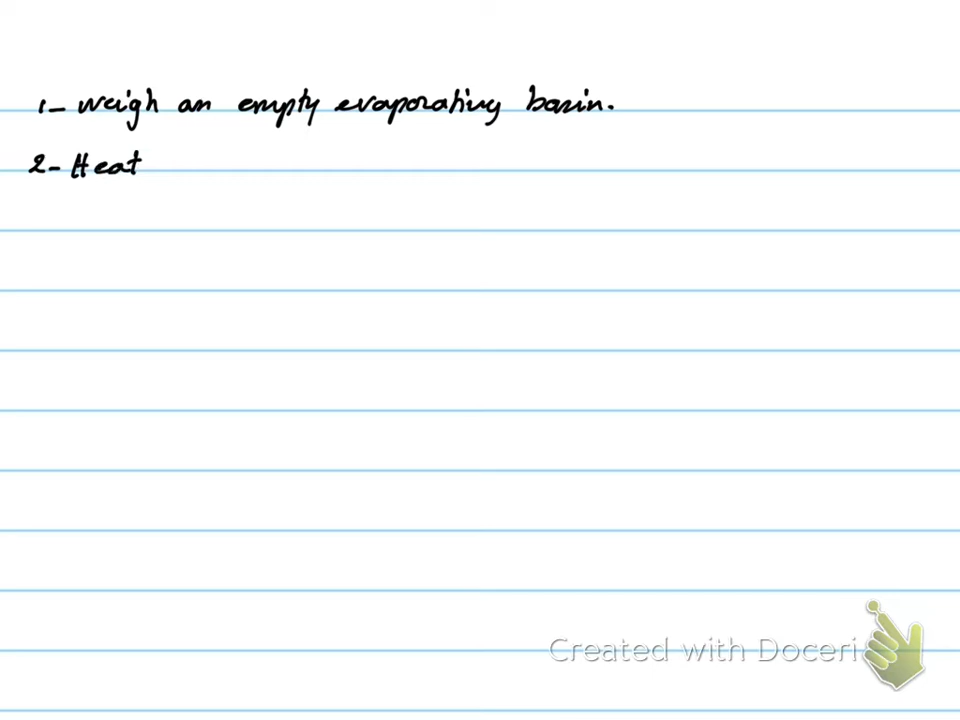 1- weigh an empty evaporating basin.
2- Heat
Created with Doceri